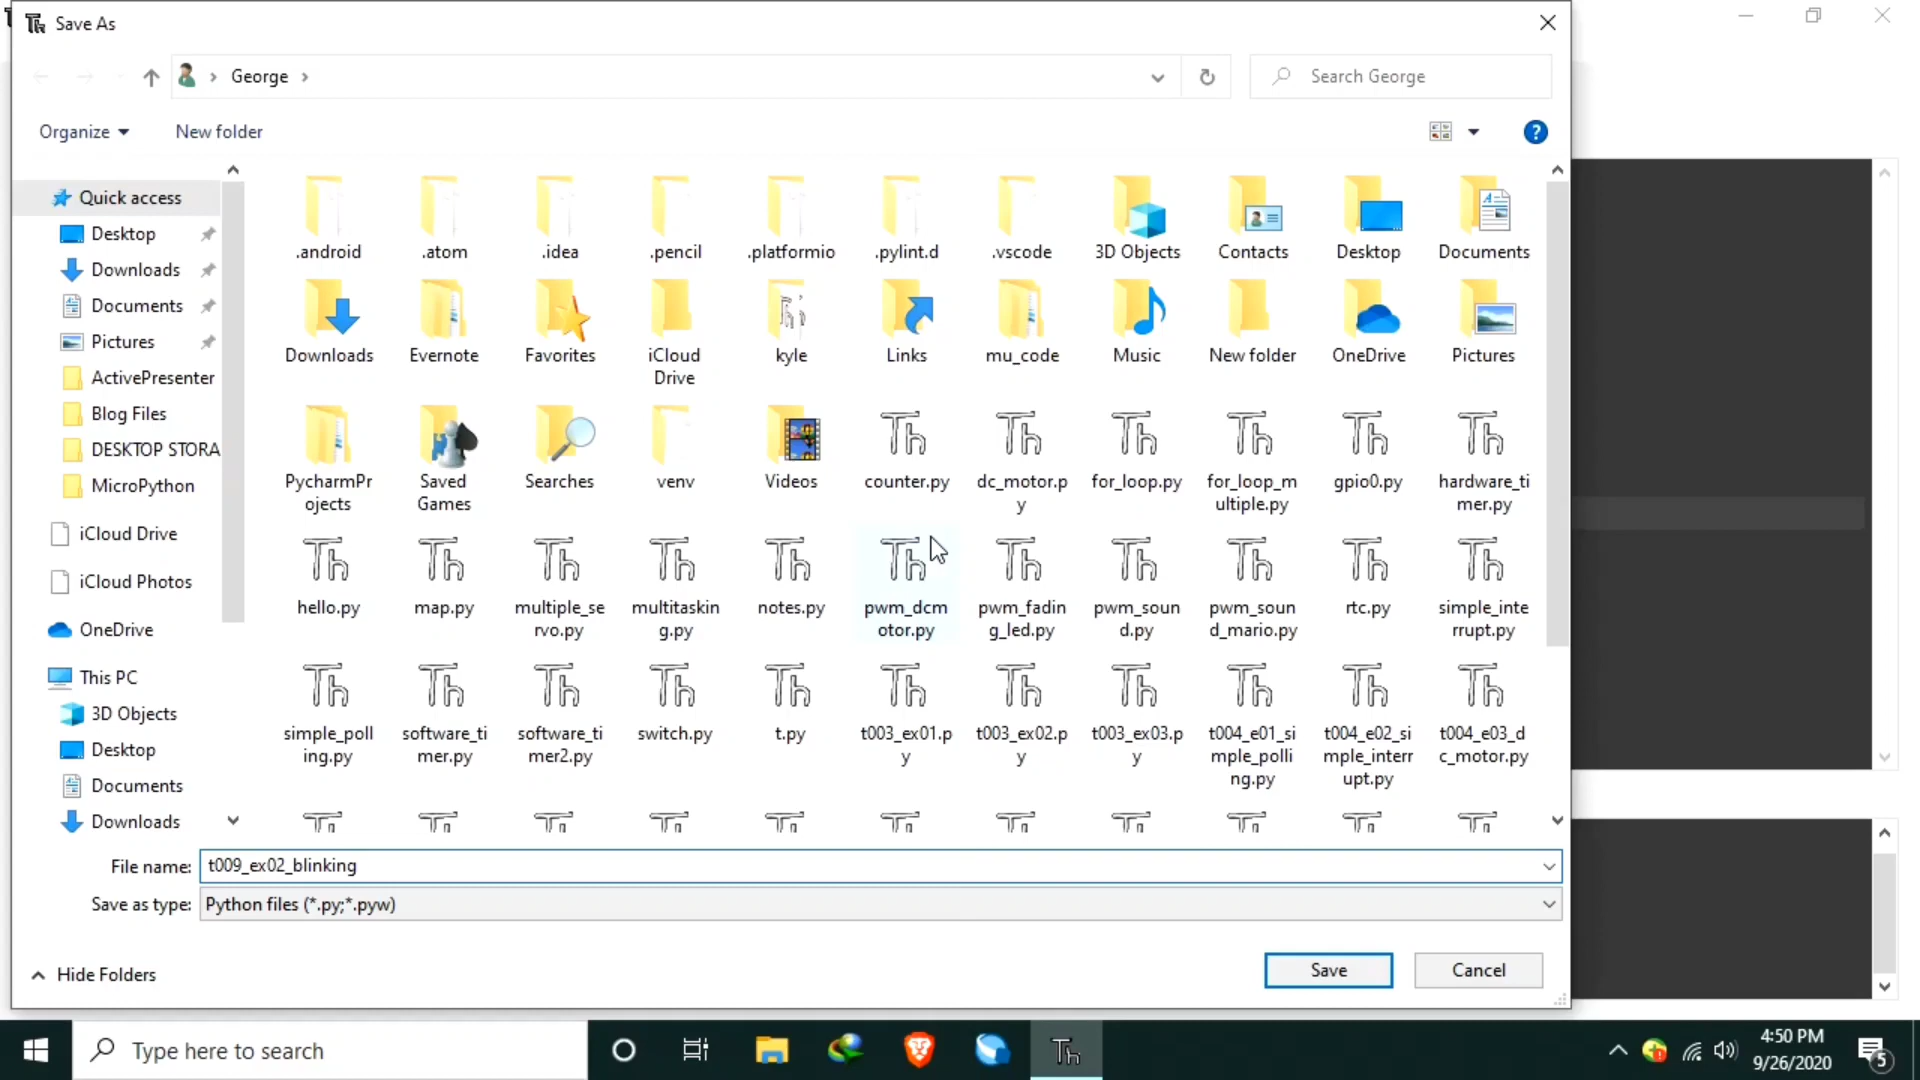 Save As
George
Search George
Organize
New folder
Quick access
Desktop
Downloads
Documents
Pictures
ActivePresenter
Blog Files
DESKTOP STORA
MicroPython
iCloud Drive
iCloud Photos
OneDrive
This PC
3D Objects
Desktop
Documents
Downloads
.android
.atom
.idea
.pencil
.platformio
.pylint.d
.vscode
3D Objects
Contacts
Desktop
Documents
Downloads
Evernote
Favorites
iCloud
Drive
kyle
Links
mu_code
Music
New folder
OneDrive
Pictures
PycharmPr
ojects
Saved
Games
Searches
venv
Videos
counter.py
dc_motor.p
y
for_loop.py
for_loop_m
ultiple.py
gpio0.py
hardware_ti
mer.py
hello.py
map.py
multiple_se
rvo.py
multitaskin
g.py
notes.py
pwm_dcm
otor.py
pwm_fadin
g_led.py
pwm_soun
d.py
pwm_soun
d_mario.py
rtc.py
simple_inte
rrupt.py
simple_poll
ing.py
software_ti
mer.py
software_ti
mer2.py
switch.py
t.py
t003_ex01.p
y
t003_ex02.p
y
t003_ex03.p
y
t004_e01_si
mple_polli
ng.py
t004_e02_si
mple_interr
upt.py
t004_e03_d
c_motor.py
File name: t009_ex02_blinking
Save as type: Python files (*.py;*.pyw)
Hide Folders
Save
Cancel
Type here to search
4:50 PM
9/26/2020
5